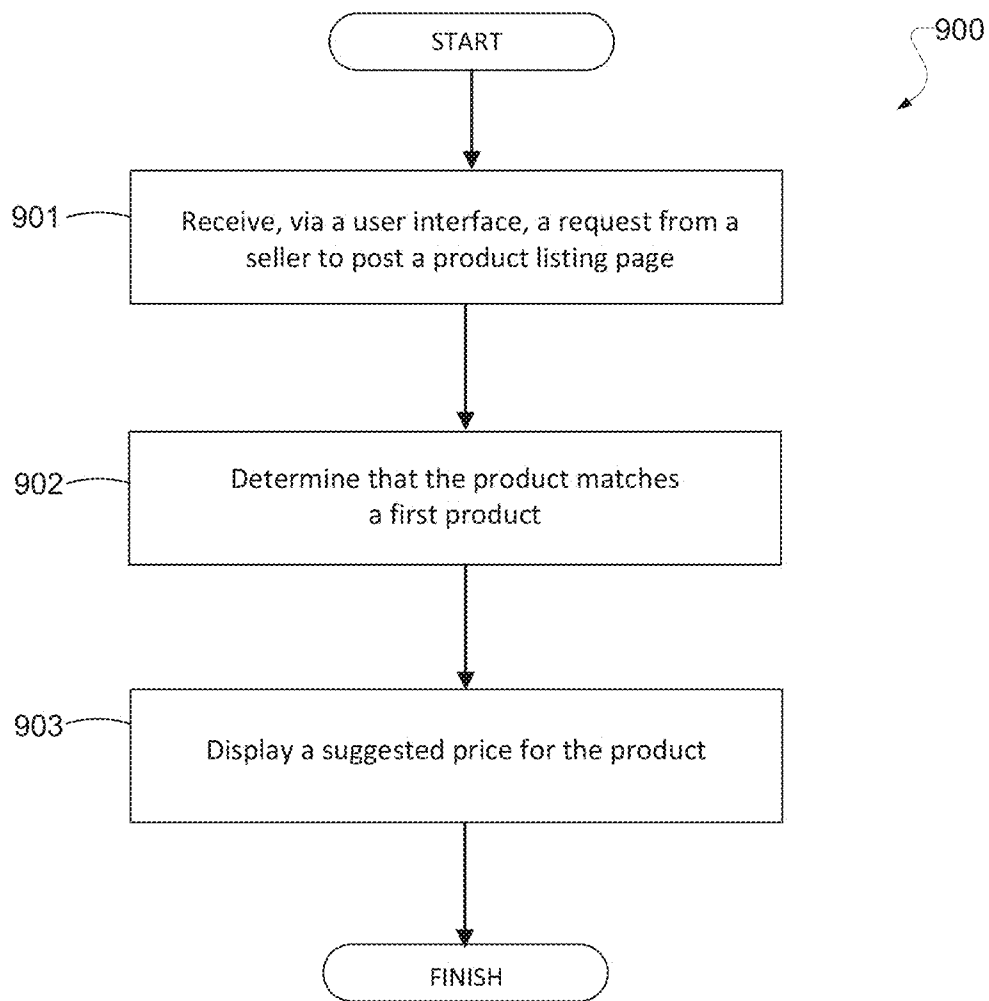 START
900
901
Receive, via a user interface, a request from a
seller to post a product listing page
902
Determine that the product matches
a first product
903
Display a suggested price for the product
FINISH